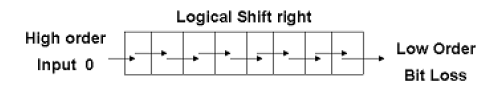 Logical Shift right
High order
Input 0
Low Order
Bit Loss